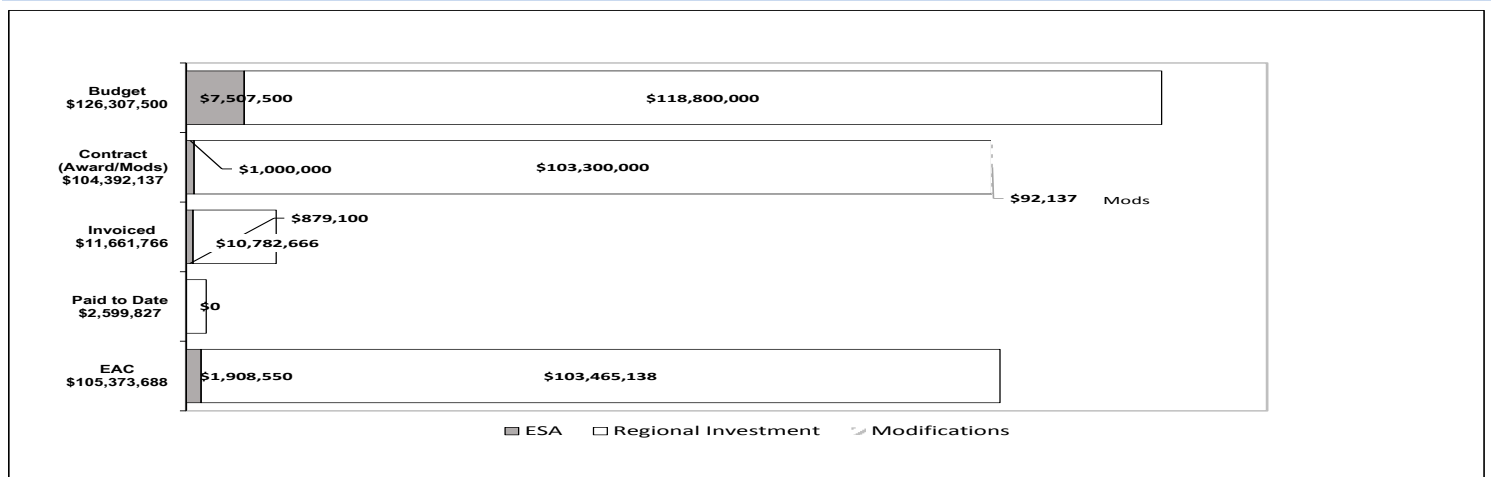 Budget
$126,307,500
$7,507,500
$118,800,000
Contract
(Award/Mods)
$104,392,137
$1,000,000
$103,300,000
$92,137
Mods
Invoiced
$11,661,766
$879,100
$10,782,666
Paid to Date
$2,599,827
$0
EAC
$105,373,688
$1,908,550
$103,465,138
ESA
Regional Investment
Modifications